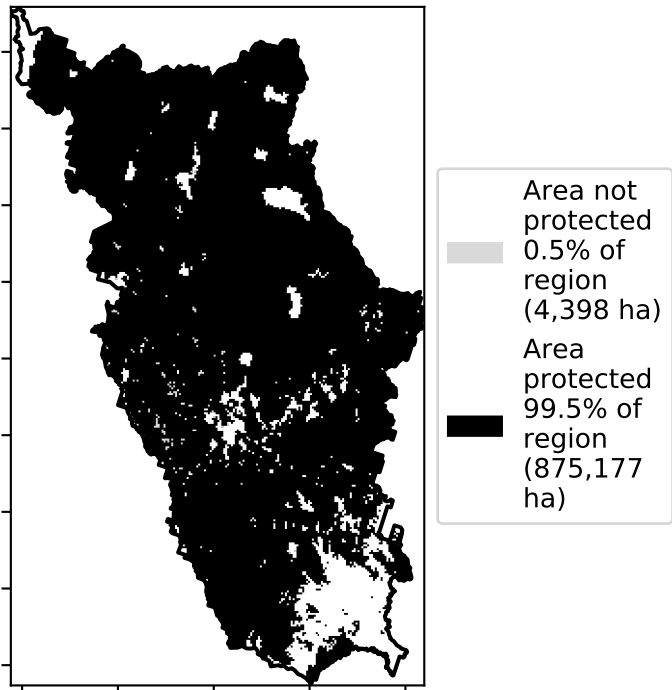 Area not
protected
0.5% of
region
(4,398 ha)
Area
protected
99.5% of
region
(875,177
ha)